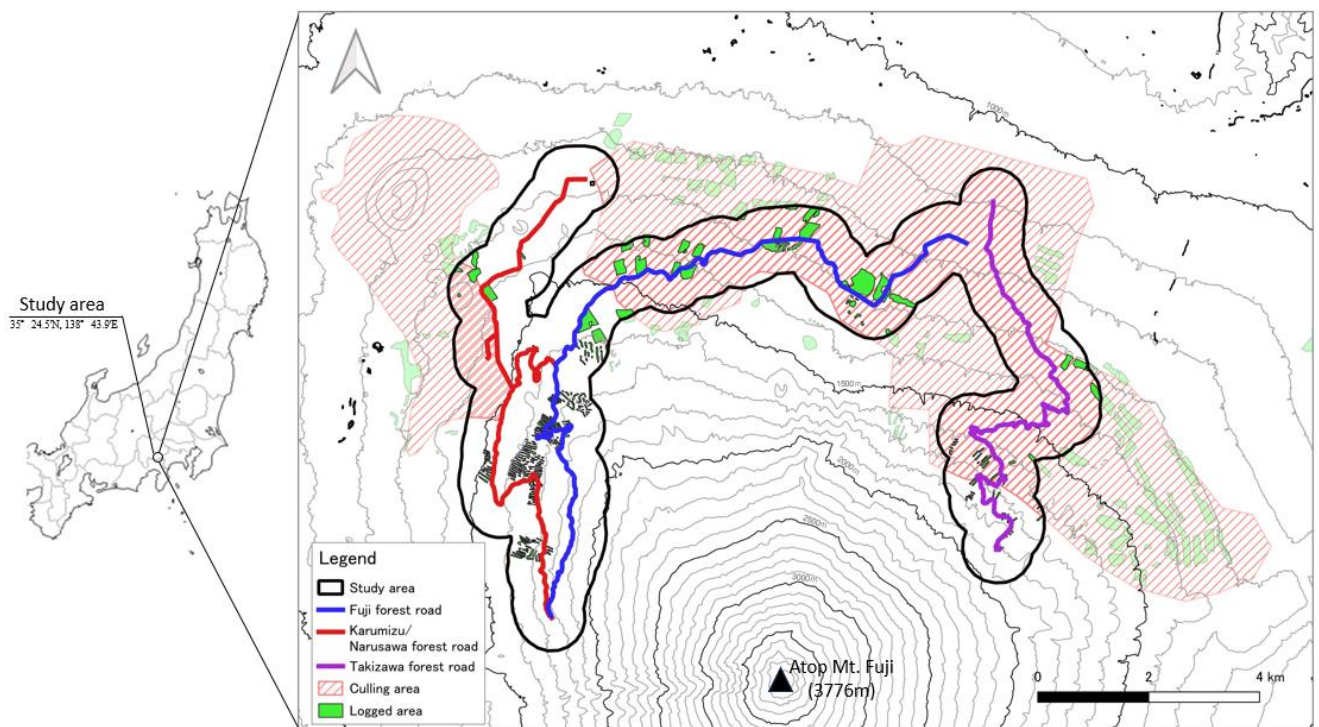 Study area
35° 24.5'N, 138° 43.9'E
1000m
1500m
2000m
2500m
3000m
Atop Mt. Fuji
(3776m)
Legend
Study area
Fuji forest road
Karumizu/
Narusawa forest road
Takizawa forest road
Culling area
Logged area
0 2 4 km